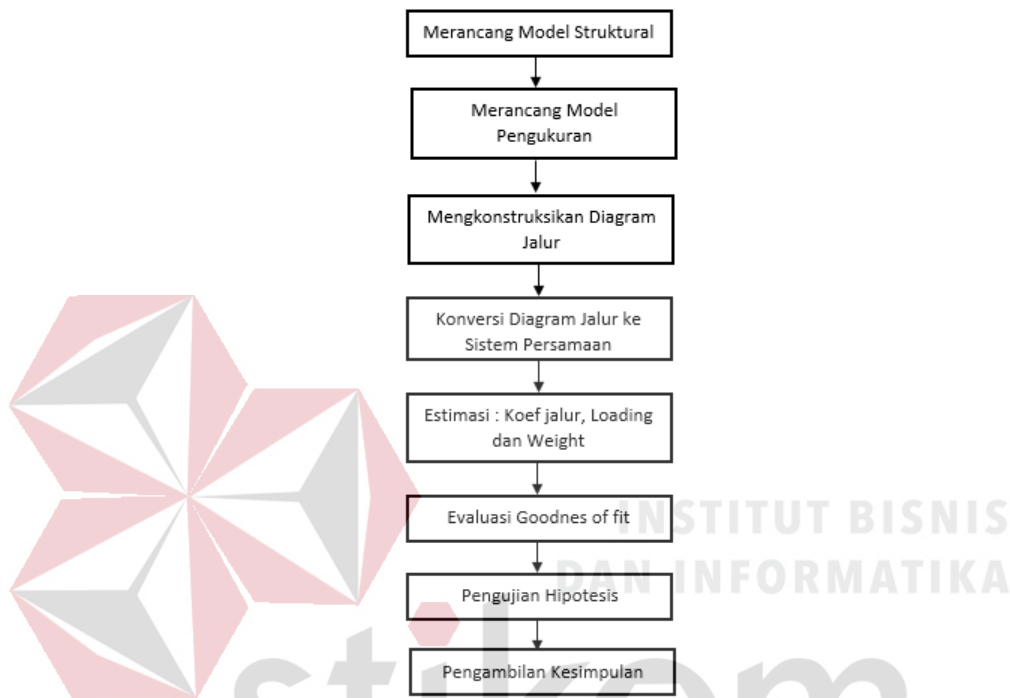 Merancang Model Struktural
Merancang Model
Pengukuran
Mengkonstruksikan Diagram
Jalur
Konversi Diagram Jalur ke
Sistem Persamaan
Estimasi : Koef jalur, Loading
dan Weight
Evaluasi Goodnes of fit
INSTITUT BISNIS
DAN INFORMATIKA
Pengujian Hipotesis
stikom
Pengambilan Kesimpulan